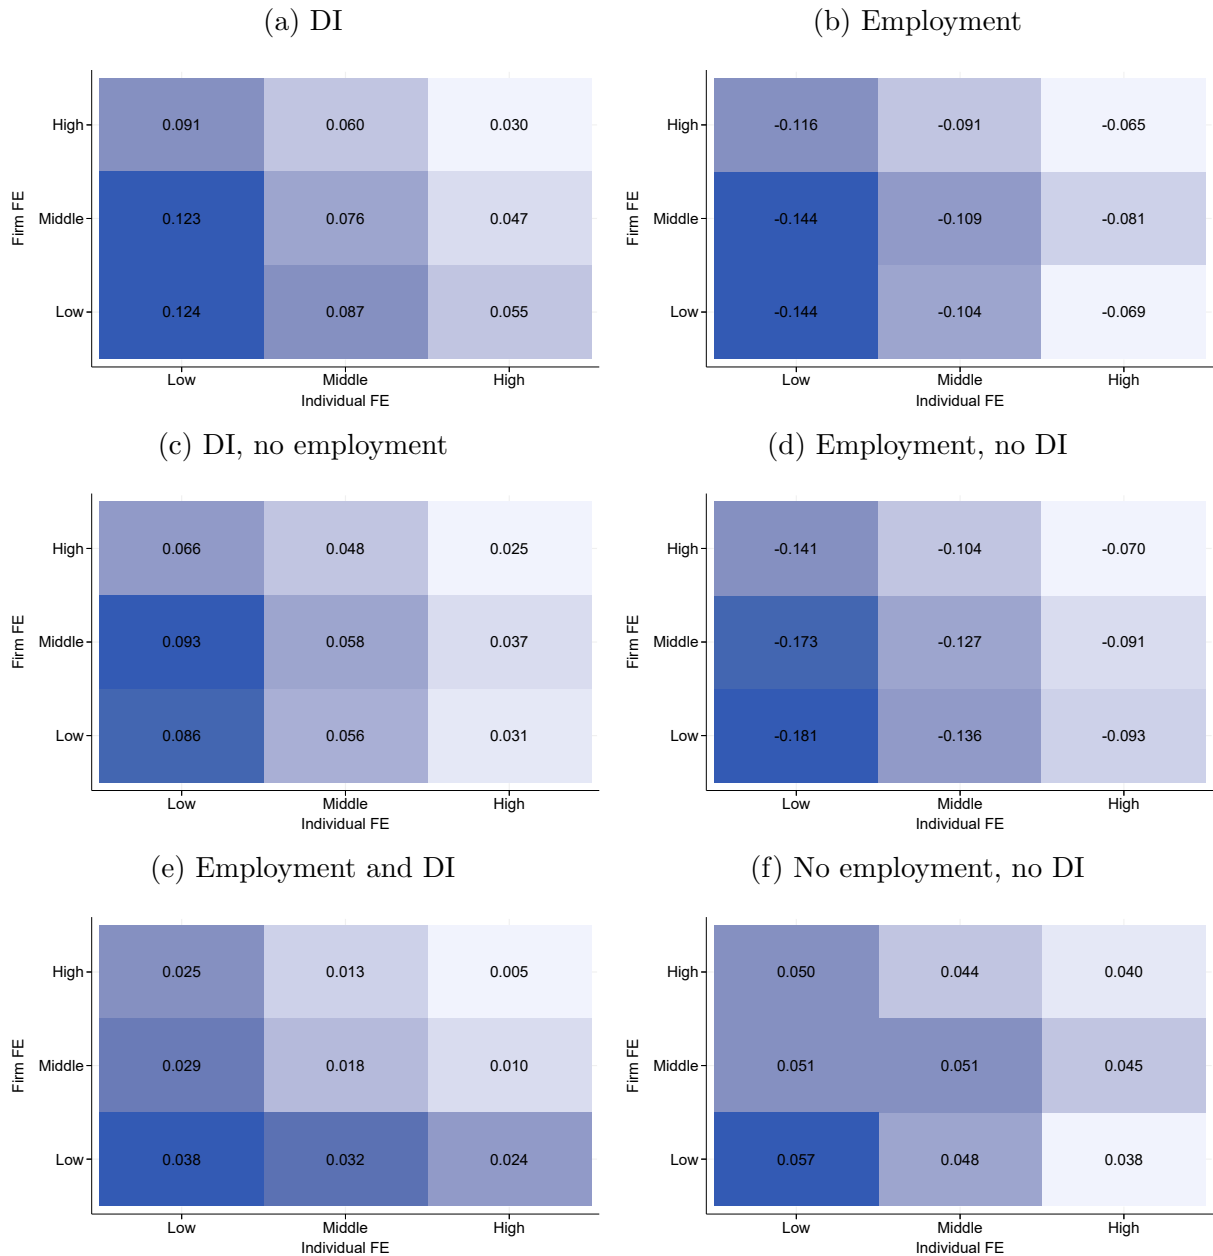 (a) DI
(b) Employment
High
0.091
0.060
0.030
Middle
0.123
0.076
0.047
Low
0.124
0.087
0.055
Firm FE
Low
Middle
High
Individual FE
High
-0.116
-0.091
-0.065
Middle
-0.144
-0.109
-0.081
Low
-0.144
-0.104
-0.069
Firm FE
Low
Middle
High
Individual FE
(c) DI, no employment
(d) Employment, no DI
High
0.066
0.048
0.025
Middle
0.093
0.058
0.037
Low
0.086
0.056
0.031
Firm FE
Low
Middle
High
Individual FE
High
-0.141
-0.104
-0.070
Middle
-0.173
-0.127
-0.091
Low
-0.181
-0.136
-0.093
Firm FE
Low
Middle
High
Individual FE
(e) Employment and DI
(f) No employment, no DI
High
0.025
0.013
0.005
Middle
0.029
0.018
0.010
Low
0.038
0.032
0.024
Firm FE
Low
Middle
High
Individual FE
High
0.050
0.044
0.040
Middle
0.051
0.051
0.045
Low
0.057
0.048
0.038
Firm FE
Low
Middle
High
Individual FE